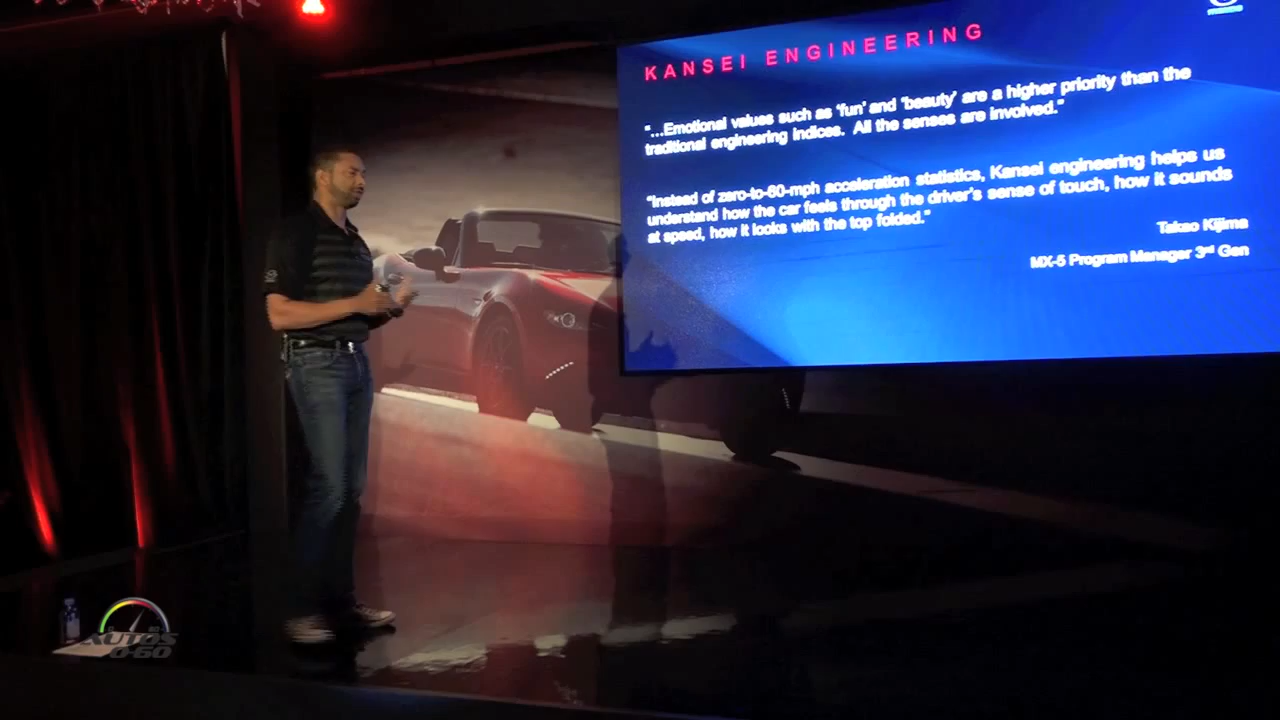 KANSEI ENGINEERING
“...Emotional values such as ‘fun’ and ‘beauty’ are a higher priority than the
traditional engineering indices. All the senses are involved.”
“Instead of zero-to-60-mph acceleration statistics, Kansei engineering helps us
understand how the car feels through the driver’s sense of touch, how it sounds
at speed, how it looks with the top folded.”
Takao Kijima
MX-5 Program Manager 3rd Gen
AUTOS
0-60